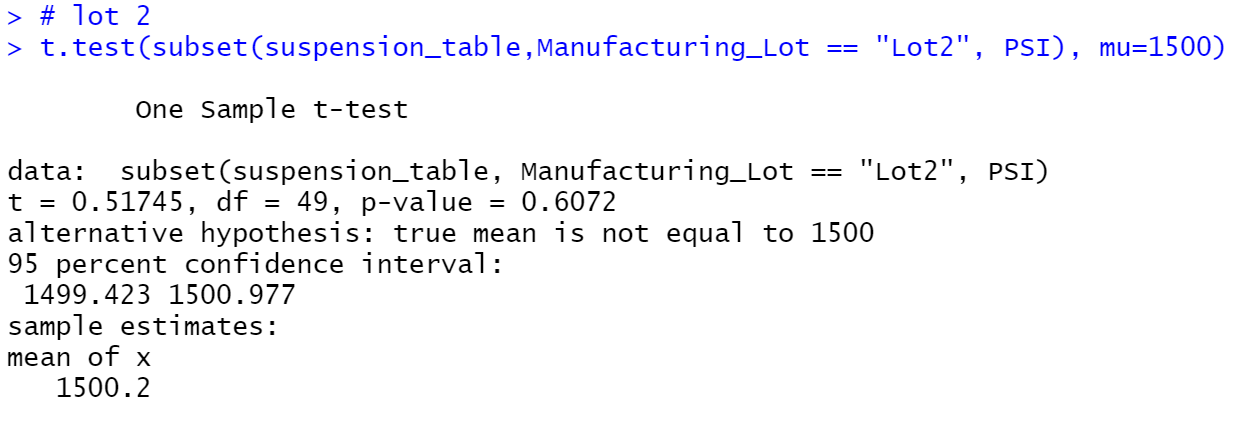 > # lot 2
> t.test(subset(suspension_table,Manufacturing_Lot == "Lot2", PSI), mu=1500)
One Sample t-test
data:  subset(suspension_table, Manufacturing_Lot == "Lot2", PSI)
t = 0.51745, df = 49, p-value = 0.6072
alternative hypothesis: true mean is not equal to 1500
95 percent confidence interval:
1499.423 1500.977
sample estimates:
mean of x
1500.2